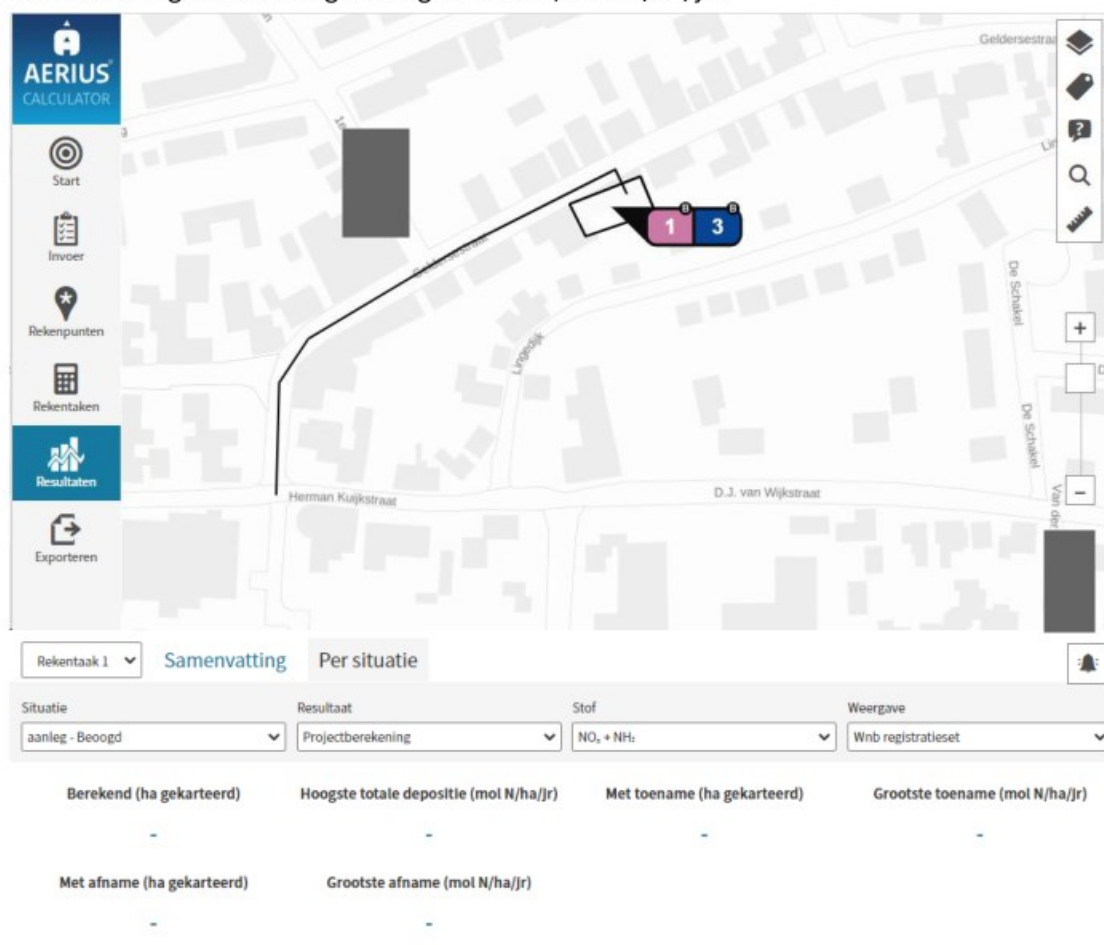 Geldersestraat
AERIUS
CALCULATOR
Start
Invoer
Rekenpunten
Rekentaken
Resultaten
Exporteren
Geldersestraat
1
3
Lingedijk
De Schakel
De Schakel
Herman Kuijkstraat
D.J. van Wijkstraat
Van der
+
-
Rekentaak 1
Samenvatting
Per situatie
Situatie
Resultaat
Stof
Weergave
aanleg - Beoogd
Projectberekening
NOₓ + NH₃
Wnb registratieset
Berekend (ha gekarteerd)
Hoogste totale depositie (mol N/ha/jr)
Met toename (ha gekarteerd)
Grootste toename (mol N/ha/jr)
-
-
-
-
Met afname (ha gekarteerd)
Grootste afname (mol N/ha/jr)
-
-